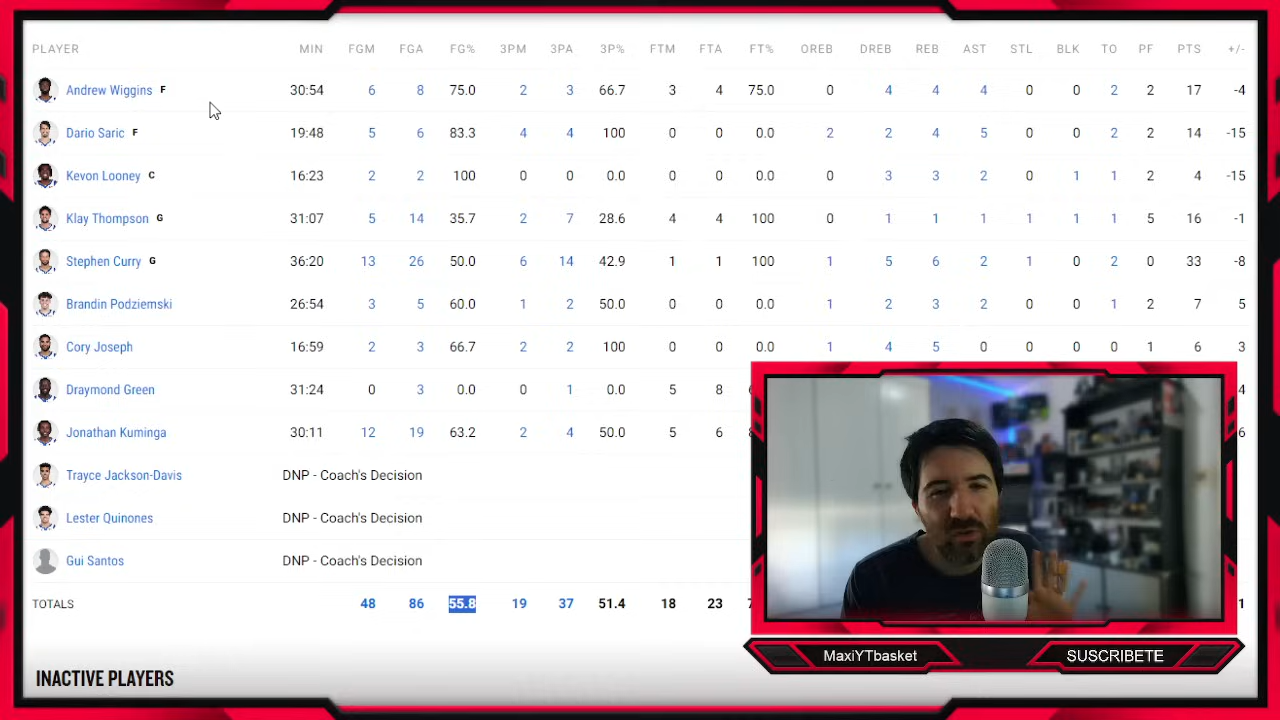 PLAYER MIN FGM FGA FG% 3PM 3PA 3P% FTM FTA FT% OREB DREB REB AST STL BLK TO PF PTS +/-
Andrew Wiggins F 30:54 6 8 75.0 2 3 66.7 3 4 75.0 0 4 4 4 0 0 2 2 17 -4
Dario Saric F 19:48 5 6 83.3 4 4 100 0 0 0.0 2 2 4 5 0 0 2 2 14 -15
Kevon Looney C 16:23 2 2 100 0 0 0.0 0 0 0.0 0 3 3 2 0 1 1 2 4 -15
Klay Thompson G 31:07 5 14 35.7 2 7 28.6 4 4 100 0 1 1 1 1 1 1 5 16 -1
Stephen Curry G 36:20 13 26 50.0 6 14 42.9 1 1 100 1 5 6 2 1 0 2 0 33 -8
Brandin Podziemski 26:54 3 5 60.0 1 2 50.0 0 0 0.0 1 2 3 2 0 0 1 2 7 5
Cory Joseph 16:59 2 3 66.7 2 2 100 0 0 0.0 1 4 5 0 0 0 0 1 6 3
Draymond Green 31:24 0 3 0.0 0 1 0.0 5 8 4
Jonathan Kuminga 30:11 12 19 63.2 2 4 50.0 5 6 6
Trayce Jackson-Davis DNP - Coach's Decision
Lester Quinones DNP - Coach's Decision
Gui Santos DNP - Coach's Decision
TOTALS 48 86 55.8 19 37 51.4 18 23 1
MaxiYTbasket SUSCRIBETE
INACTIVE PLAYERS